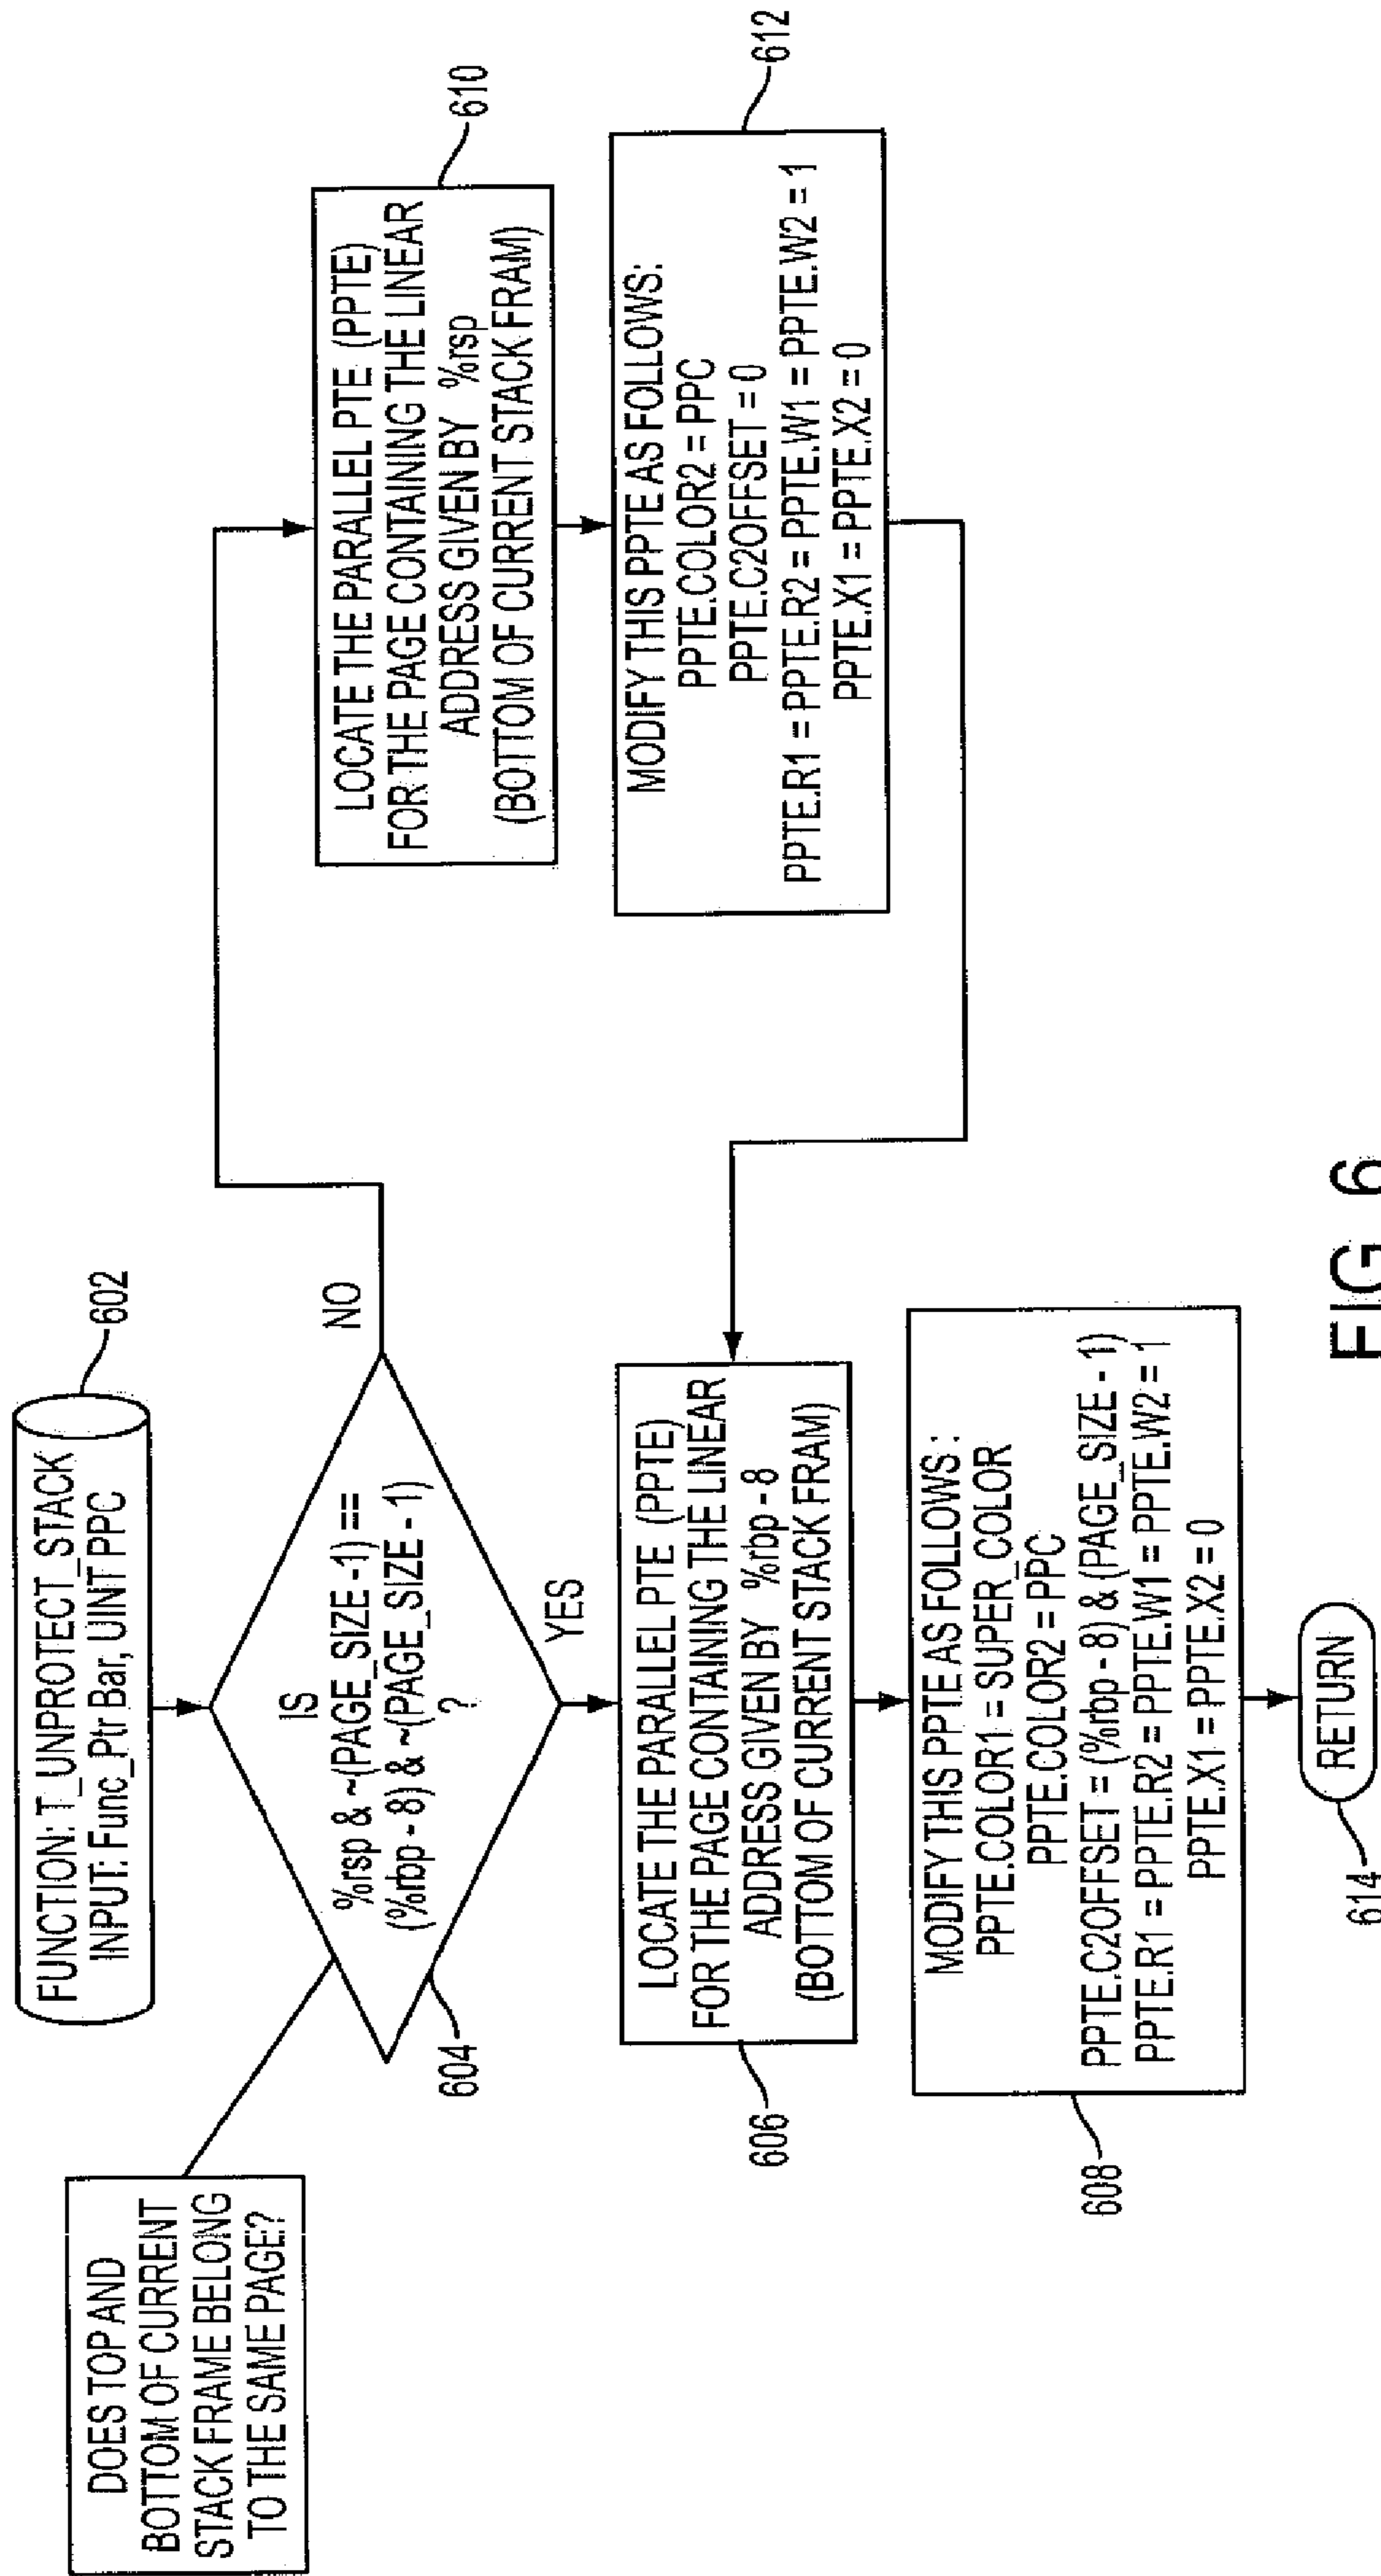 FUNCTION: T_UNPROTECT_STACK
INPUT: Func_Ptr Bar, UINT PPC
602
DOES TOP AND
BOTTOM OF CURRENT
STACK FRAME BELONG
TO THE SAME PAGE?
IS
%rsp & ~(PAGE_SIZE -1) ==
(%rbp - 8) & ~(PAGE_SIZE - 1)
?
604
NO
YES
LOCATE THE PARALLEL PTE (PPTE)
FOR THE PAGE CONTAINING THE LINEAR
ADDRESS GIVEN BY %rsp
(BOTTOM OF CURRENT STACK FRAM)
610
MODIFY THIS PPTE AS FOLLOWS:
PPTE.COLOR2 = PPC
PPTE.C2OFFSET = 0
PPTE.R1 = PPTE.R2 = PPTE.W1 = PPTE.W2 = 1
PPTE.X1 = PPTE.X2 = 0
612
LOCATE THE PARALLEL PTE (PPTE)
FOR THE PAGE CONTAINING THE LINEAR
ADDRESS GIVEN BY %rbp - 8
(BOTTOM OF CURRENT STACK FRAM)
606
MODIFY THIS PPTE AS FOLLOWS :
PPTE.COLOR1 = SUPER_COLOR
PPTE.COLOR2 = PPC
PPTE.C2OFFSET = (%rbp - 8) & (PAGE_SIZE - 1)
PPTE.R1 = PPTE.R2 = PPTE.W1 = PPTE.W2 = 1
PPTE.X1 = PPTE.X2 = 0
608
RETURN
614
FIG. 6